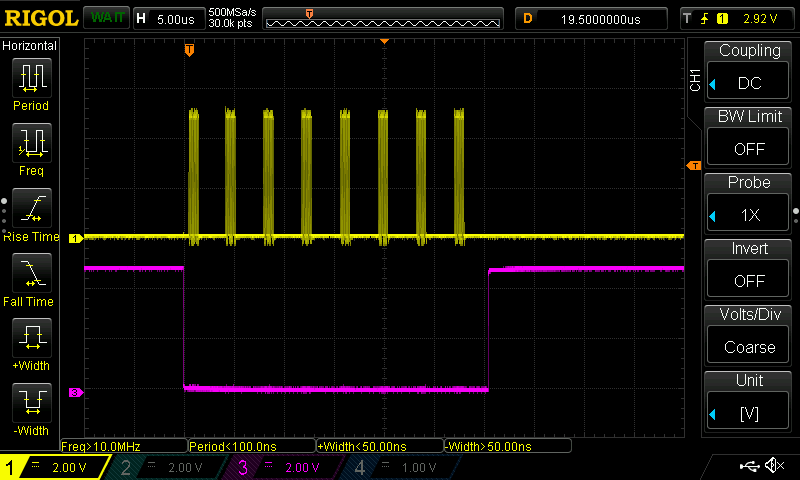 RIGOL WAIT H 5.00us 500MSa/s 30.0k pts T D 19.5000000us T 1 2.92 V
Horizontal
Period
Freq
Rise Time
Fall Time
+Width
-Width
T
1
3
T
CH1
Coupling
DC
BW Limit
OFF
Probe
1X
Invert
OFF
Volts/Div
Coarse
Unit
[V]
Freq>10.0MHz Period<100.0ns +Width<50.00ns -Width>50.00ns
1 2.00 V 2 2.00 V 3 2.00 V 4 1.00 V